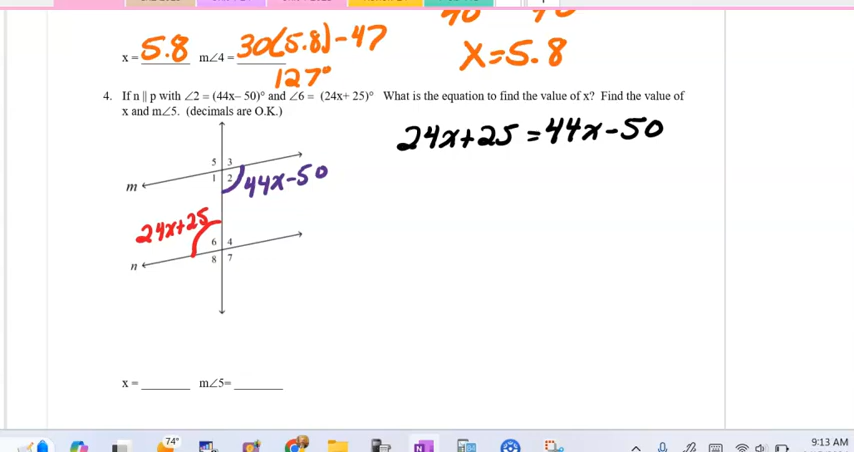 x = 5.8 m∠4 = 30(5.8)-47
127°
x=5.8
4. If n || p with ∠2 = (44x– 50)° and ∠6 = (24x+ 25)° What is the equation to find the value of x? Find the value of
x and m∠5. (decimals are O.K.)
24x+25 = 44x-50
5 3
m 1 2 44x-50
24x+25
6 4
n 8 7
x = ________ m∠5= ________
74°
9:13 AM